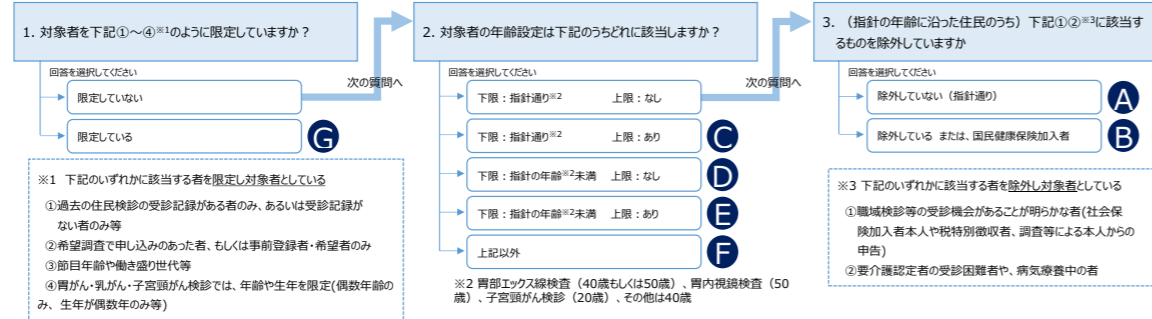 1. 対象者を下記①～④※1のように限定していますか？
回答を選択してください
限定していない
次の質問へ
限定している
G
※1 下記のいずれかに該当する者を限定し対象者としている
①過去の住民検診の受診記録がある者のみ、あるいは受診記録が
ない者のみ等
②希望調査で申し込みのあった者、もしくは事前登録者・希望者のみ
③節目年齢や働き盛り世代等
④胃がん・乳がん・子宮頸がん検診では、年齢や生年を限定(偶数年齢の
み、生年が偶数年のみ等)
2. 対象者の年齢設定は下記のうちどれに該当しますか？
回答を選択してください
下限：指針通り※2 上限：なし
次の質問へ
下限：指針通り※2 上限：あり
C
下限：指針の年齢※2未満 上限：なし
D
下限：指針の年齢※2未満 上限：あり
E
上記以外
F
※2 胃部エックス線検査（40歳もしくは50歳）、胃内視鏡検査（50
歳）、子宮頸がん検診（20歳）、その他は40歳
3. （指針の年齢に沿った住民のうち）下記①②※3に該当す
るものを除外していますか
回答を選択してください
除外していない（指針通り）
A
除外している または、国民健康保険加入者
B
※3 下記のいずれかに該当する者を除外し対象者としている
①職域検診等の受診機会があることが明らかな者(社会保
険加入者本人や税特別徴収者、調査等による本人からの
申告)
②要介護認定者の受診困難者や、病気療養中の者